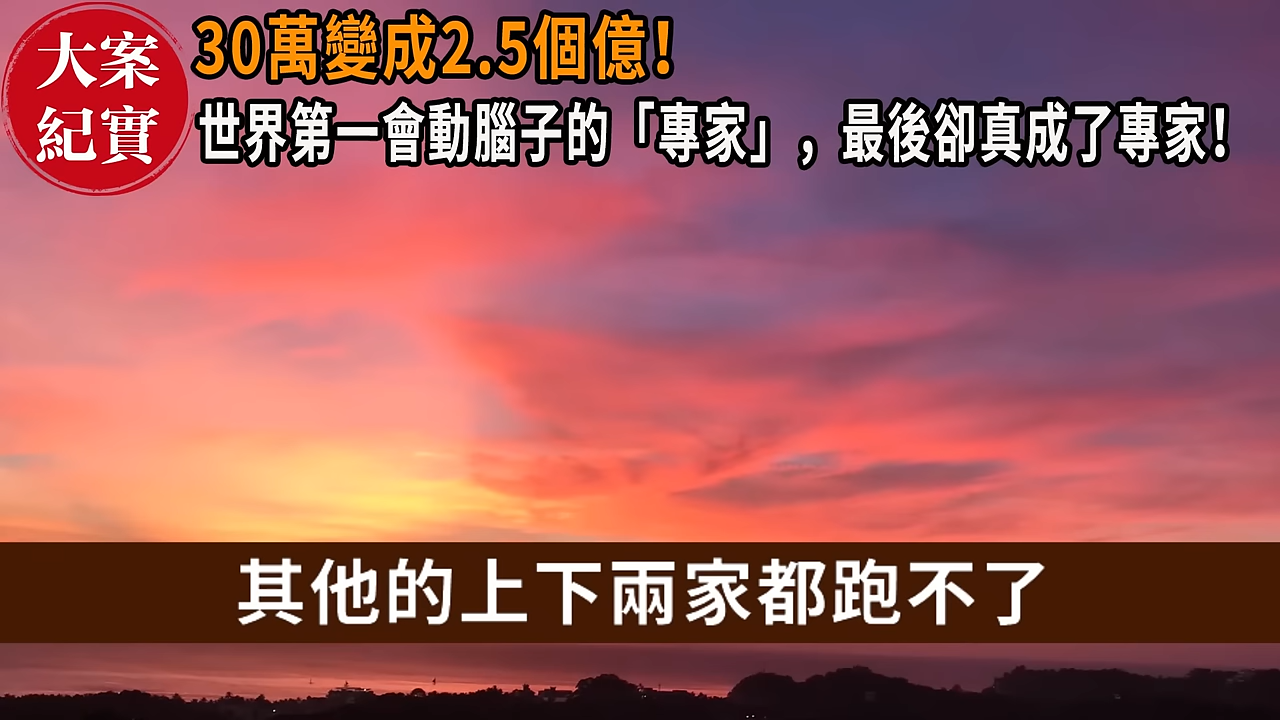 大案
紀實
30萬變成2.5個億！
世界第一會動腦子的「專家」，最後卻真成了專家！
其他的上下兩家都跑不了